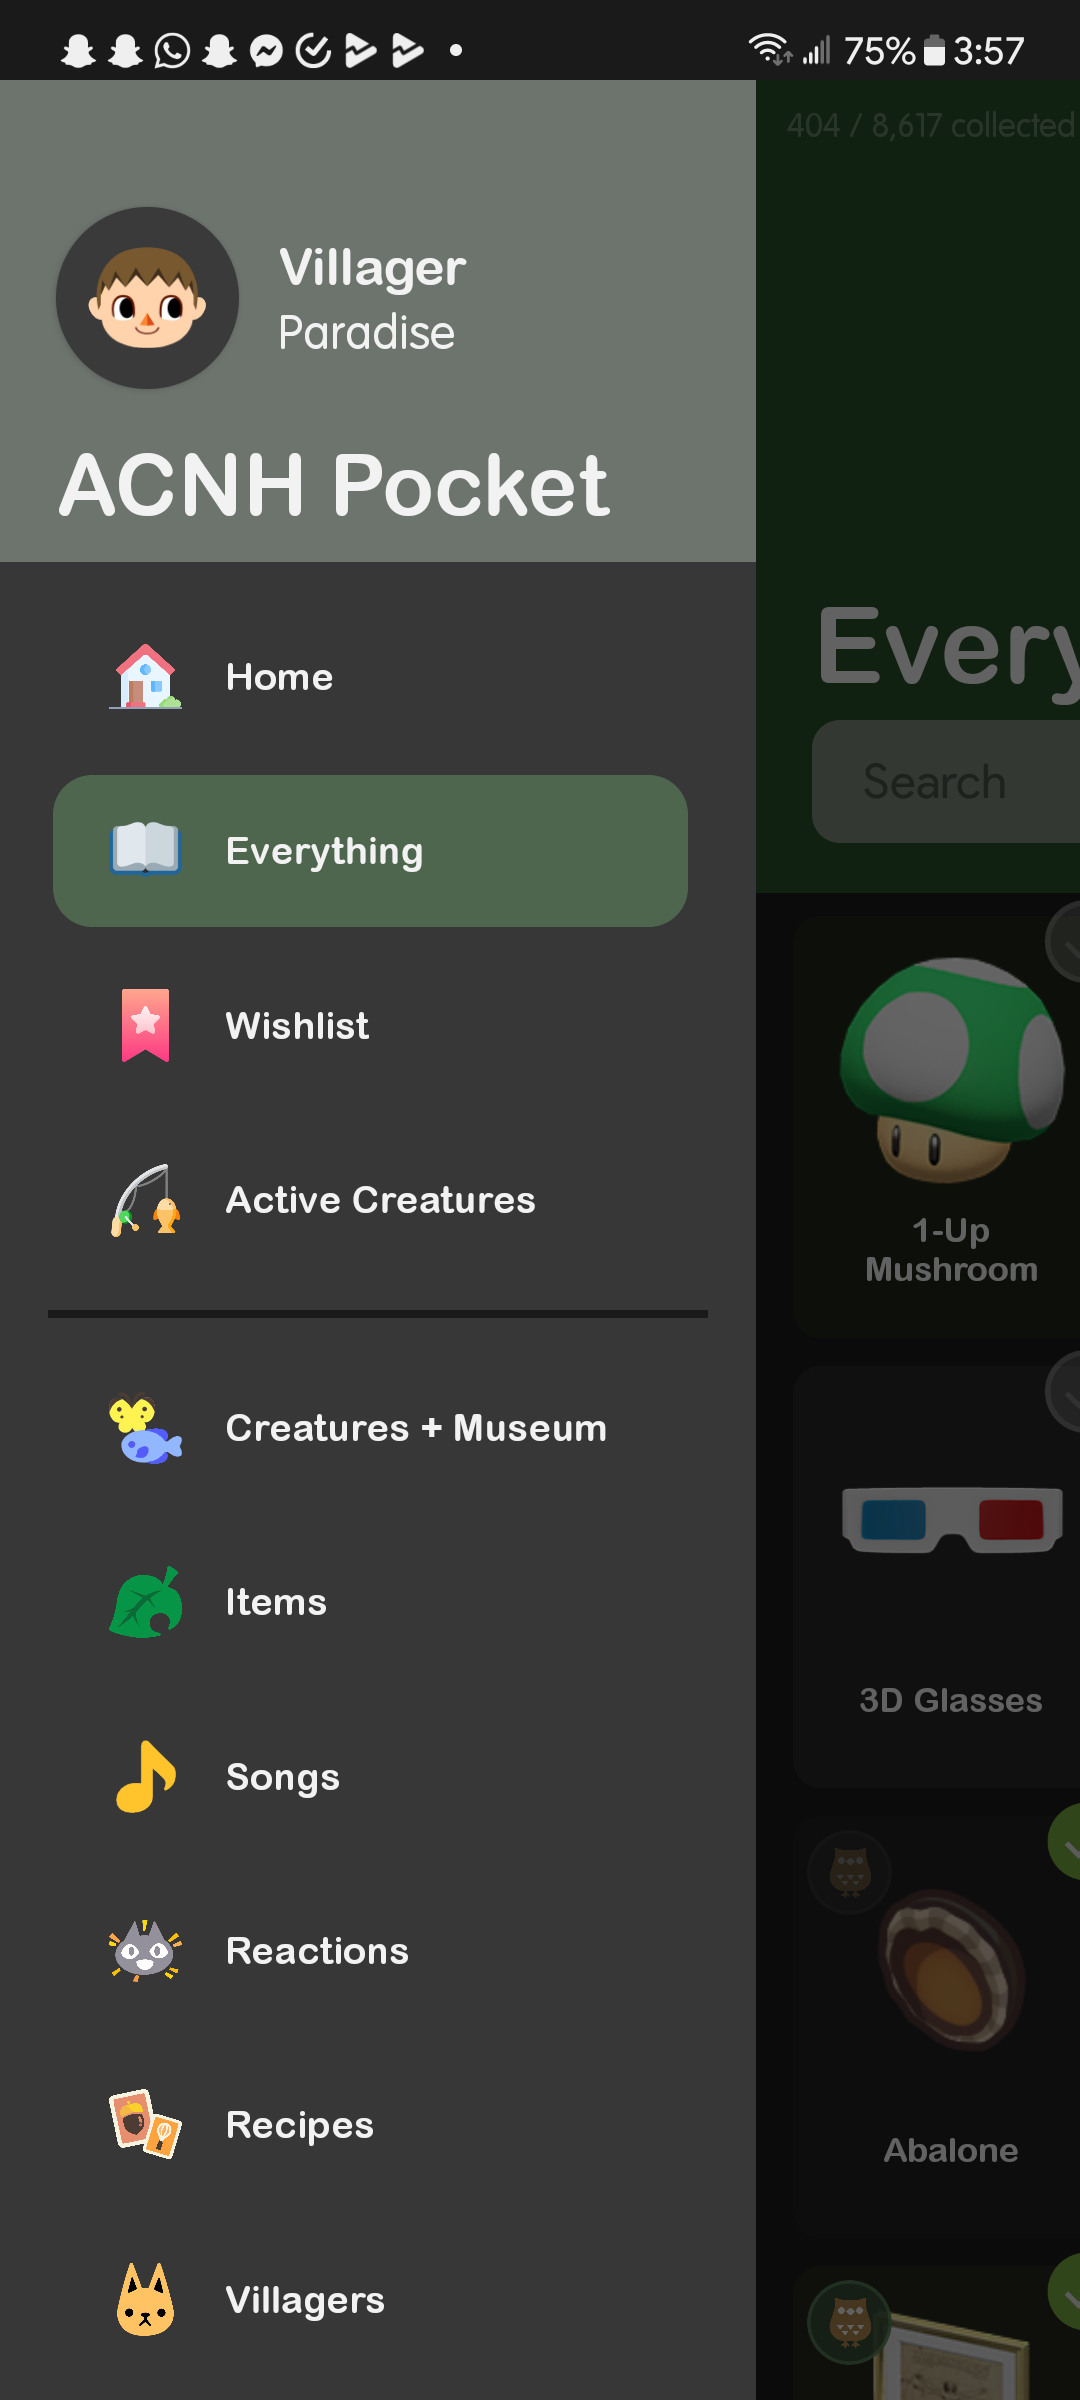 75% 3:57
404 / 8,617 collected
Villager
Paradise
ACNH Pocket
Every
Search
Home
Everything
Wishlist
Active Creatures
Creatures + Museum
Items
Songs
Reactions
Recipes
Villagers
1-Up
Mushroom
3D Glasses
Abalone